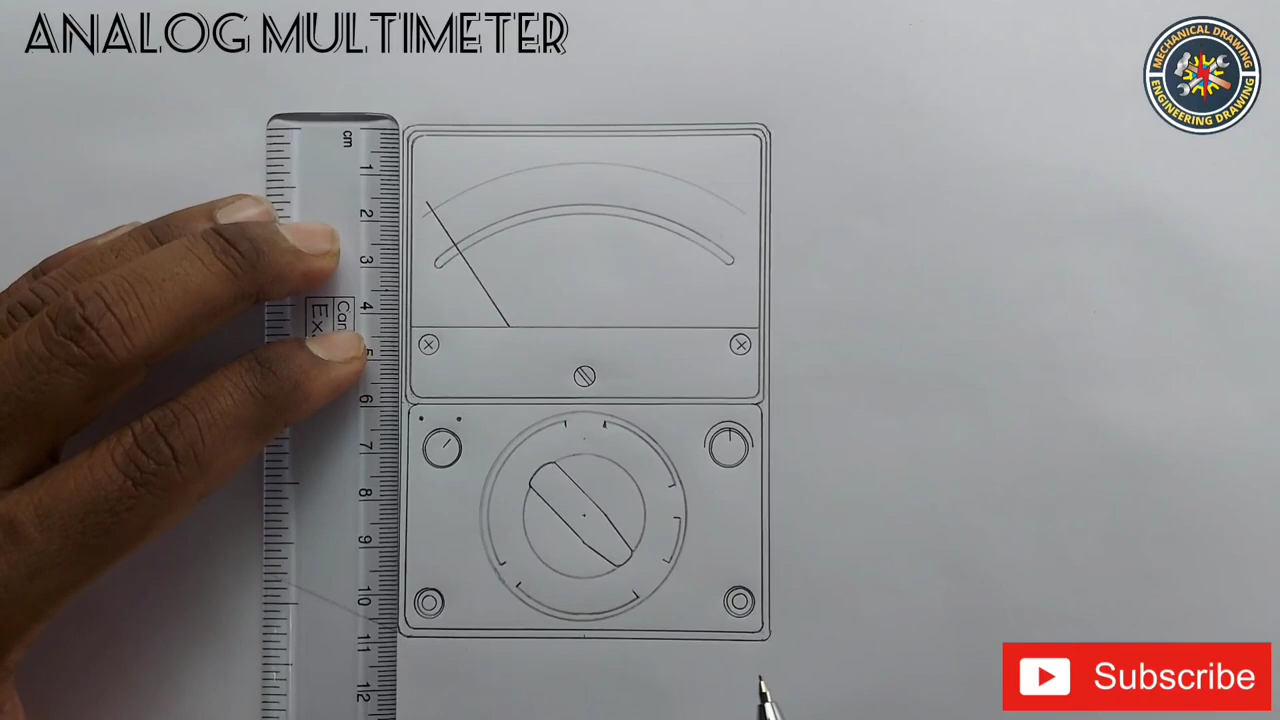 ANALOG MULTIMETER
MECHANICAL DRAWING
ENGINEERING DRAWING
cm
1
2
3
4
5
6
7
8
9
10
11
12
Subscribe